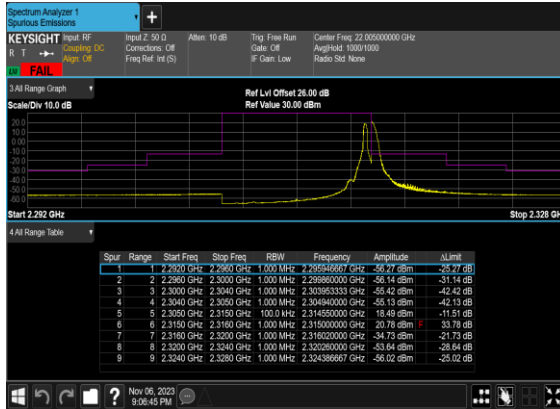 Spectrum Analyzer 1
Spurious Emissions
+
KEYSIGHT Input: RF Input Z: 50 Ω Atten: 10 dB Trig: Free Run Center Freq: 22.005000000 GHz
R T Coupling: DC Corrections: Off Gate: Off Avg|Hold: 1000/1000
Align: Off Freq Ref: Int (S) IF Gain: Low Radio Std: None
LV FAIL
3 All Range Graph
Ref Lvl Offset 26.00 dB
Scale/Div 10.0 dB Ref Value 30.00 dBm
20.0
10.0
0.00
-10.0
-20.0
-30.0
-40.0
-50.0
-60.0
Start 2.292 GHz Stop 2.328 GH
4 All Range Table
Spur Range Start Freq Stop Freq RBW Frequency Amplitude ΔLimit
1 1 2.2920 GHz 2.2960 GHz 1.000 MHz 2.295946667 GHz -56.27 dBm -25.27 dB
2 2 2.2960 GHz 2.3000 GHz 1.000 MHz 2.299860000 GHz -56.14 dBm -31.14 dB
3 3 2.3000 GHz 2.3040 GHz 1.000 MHz 2.303953333 GHz -55.42 dBm -42.42 dB
4 4 2.3040 GHz 2.3050 GHz 1.000 MHz 2.304940000 GHz -55.13 dBm -42.13 dB
5 5 2.3050 GHz 2.3150 GHz 100.0 kHz 2.314550000 GHz 18.49 dBm -11.51 dB
6 6 2.3150 GHz 2.3160 GHz 1.000 MHz 2.315000000 GHz 20.78 dBm F 33.78 dB
7 7 2.3160 GHz 2.3200 GHz 1.000 MHz 2.316020000 GHz -34.73 dBm -21.73 dB
8 8 2.3200 GHz 2.3240 GHz 1.000 MHz 2.320260000 GHz -53.64 dBm -28.64 dB
9 9 2.3240 GHz 2.3280 GHz 1.000 MHz 2.324386667 GHz -56.02 dBm -25.02 dB
? Nov 06, 2023
9:06:45 PM